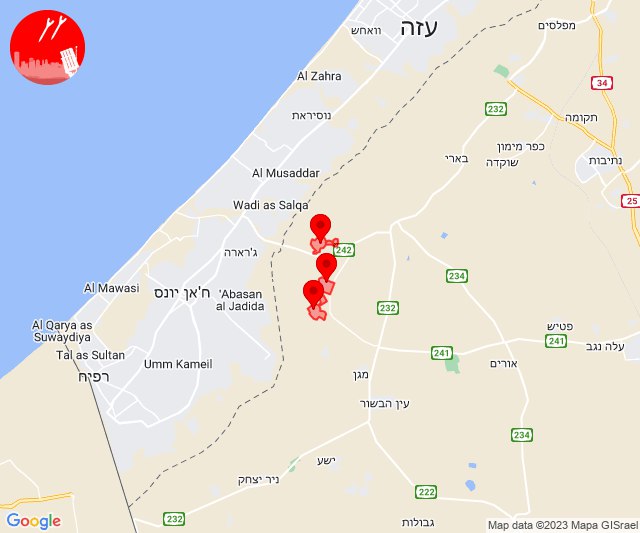 עזה
וואחש
מפלסים
Al Zahra
34
232
נוסיראת
תקומה
כפר מימון
שוקדה
בארי
נתיבות
Al Musaddar
25
Wadi as Salqa
242
ג'רארה
234
Al Mawasi
ח'אן יונס
'Abasan
al Jadida
232
Al Qarya as
Suwaydiya
פטיש
241
עלה נגב
Tal as Sultan
241
Umm Kameil
רפיח
מגן
אורים
עין הבשור
234
ישע
ניר יצחק
222
232
גבולות
Google
Map data ©2023 Mapa GISrael